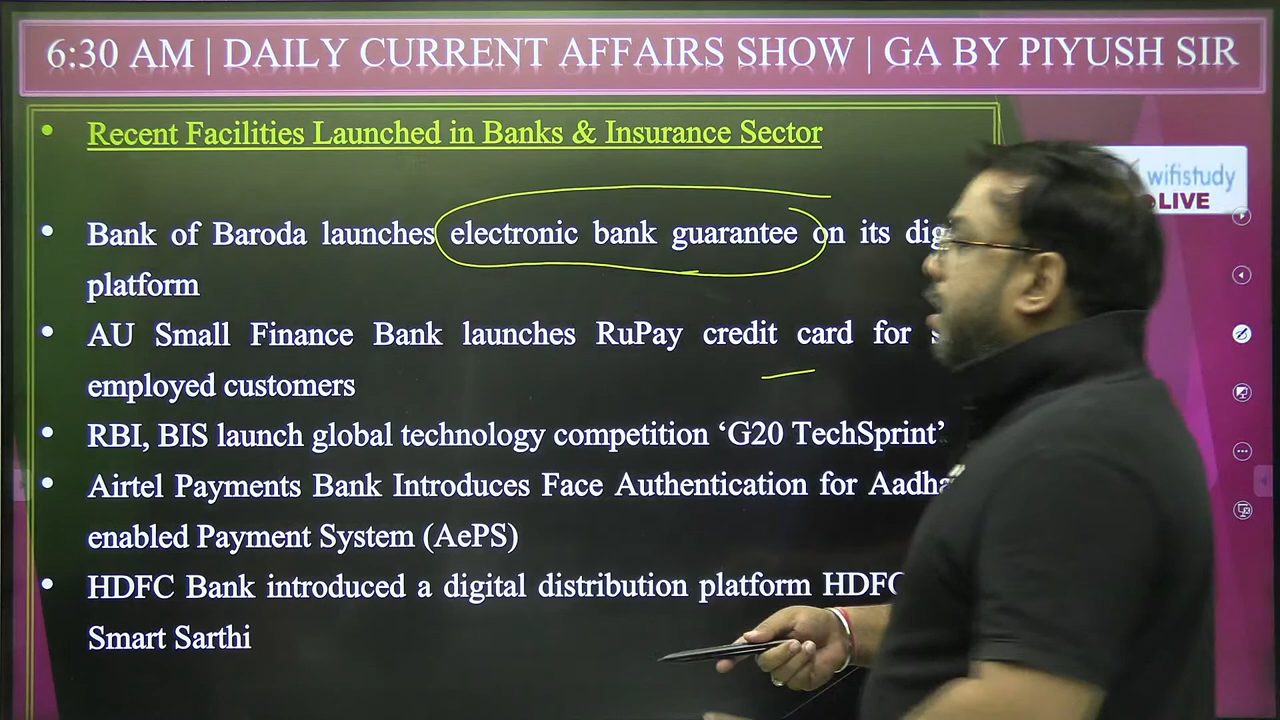 6:30 AM | DAILY CURRENT AFFAIRS SHOW | GA BY PIYUSH SIR
• Recent Facilities Launched in Banks & Insurance Sector
wifistudy
LIVE
• Bank of Baroda launches electronic bank guarantee on its
platform
• AU Small Finance Bank launches RuPay credit card for
employed customers
• RBI, BIS launch global technology competition ‘G20 TechSprint’
• Airtel Payments Bank Introduces Face Authentication for
enabled Payment System (AePS)
• HDFC Bank introduced a digital distribution platform HDFC
Smart Sarthi